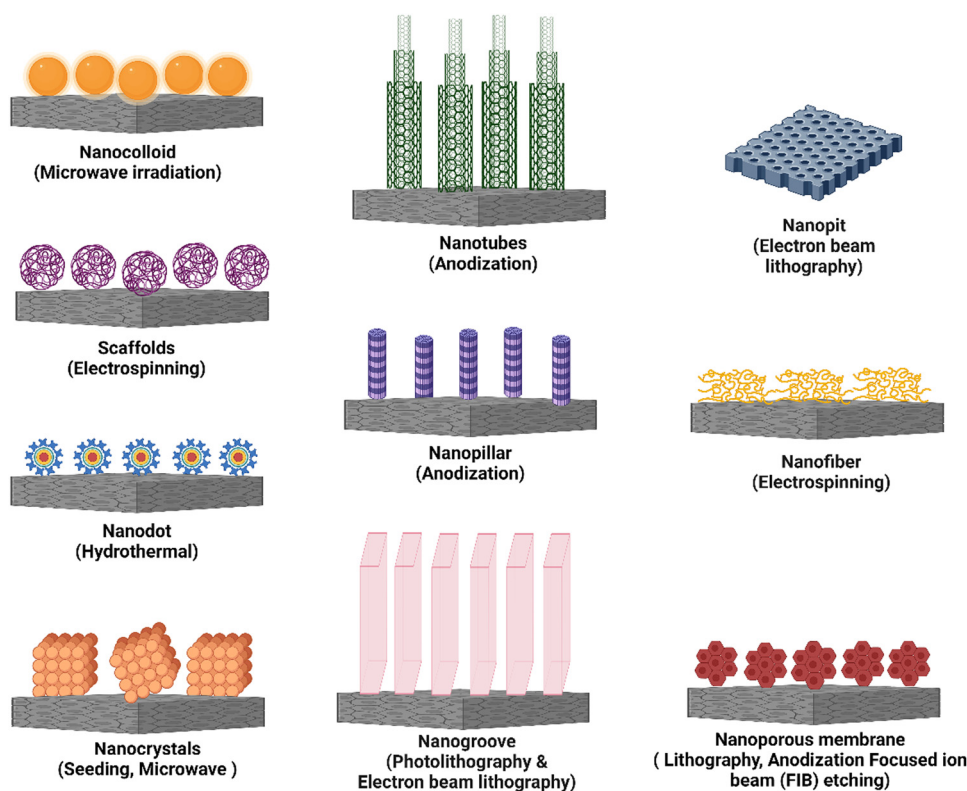 Nanocolloid
(Microwave irradiation)
Scaffolds
(Electrospinning)
Nanodot
(Hydrothermal)
Nanocrystals
(Seeding, Microwave )
Nanotubes
(Anodization)
Nanopillar
(Anodization)
Nanogroove
(Photolithography &
Electron beam lithography)
Nanopit
(Electron beam
lithography)
Nanofiber
(Electrospinning)
Nanoporous membrane
( Lithography, Anodization Focused ion
beam (FIB) etching)